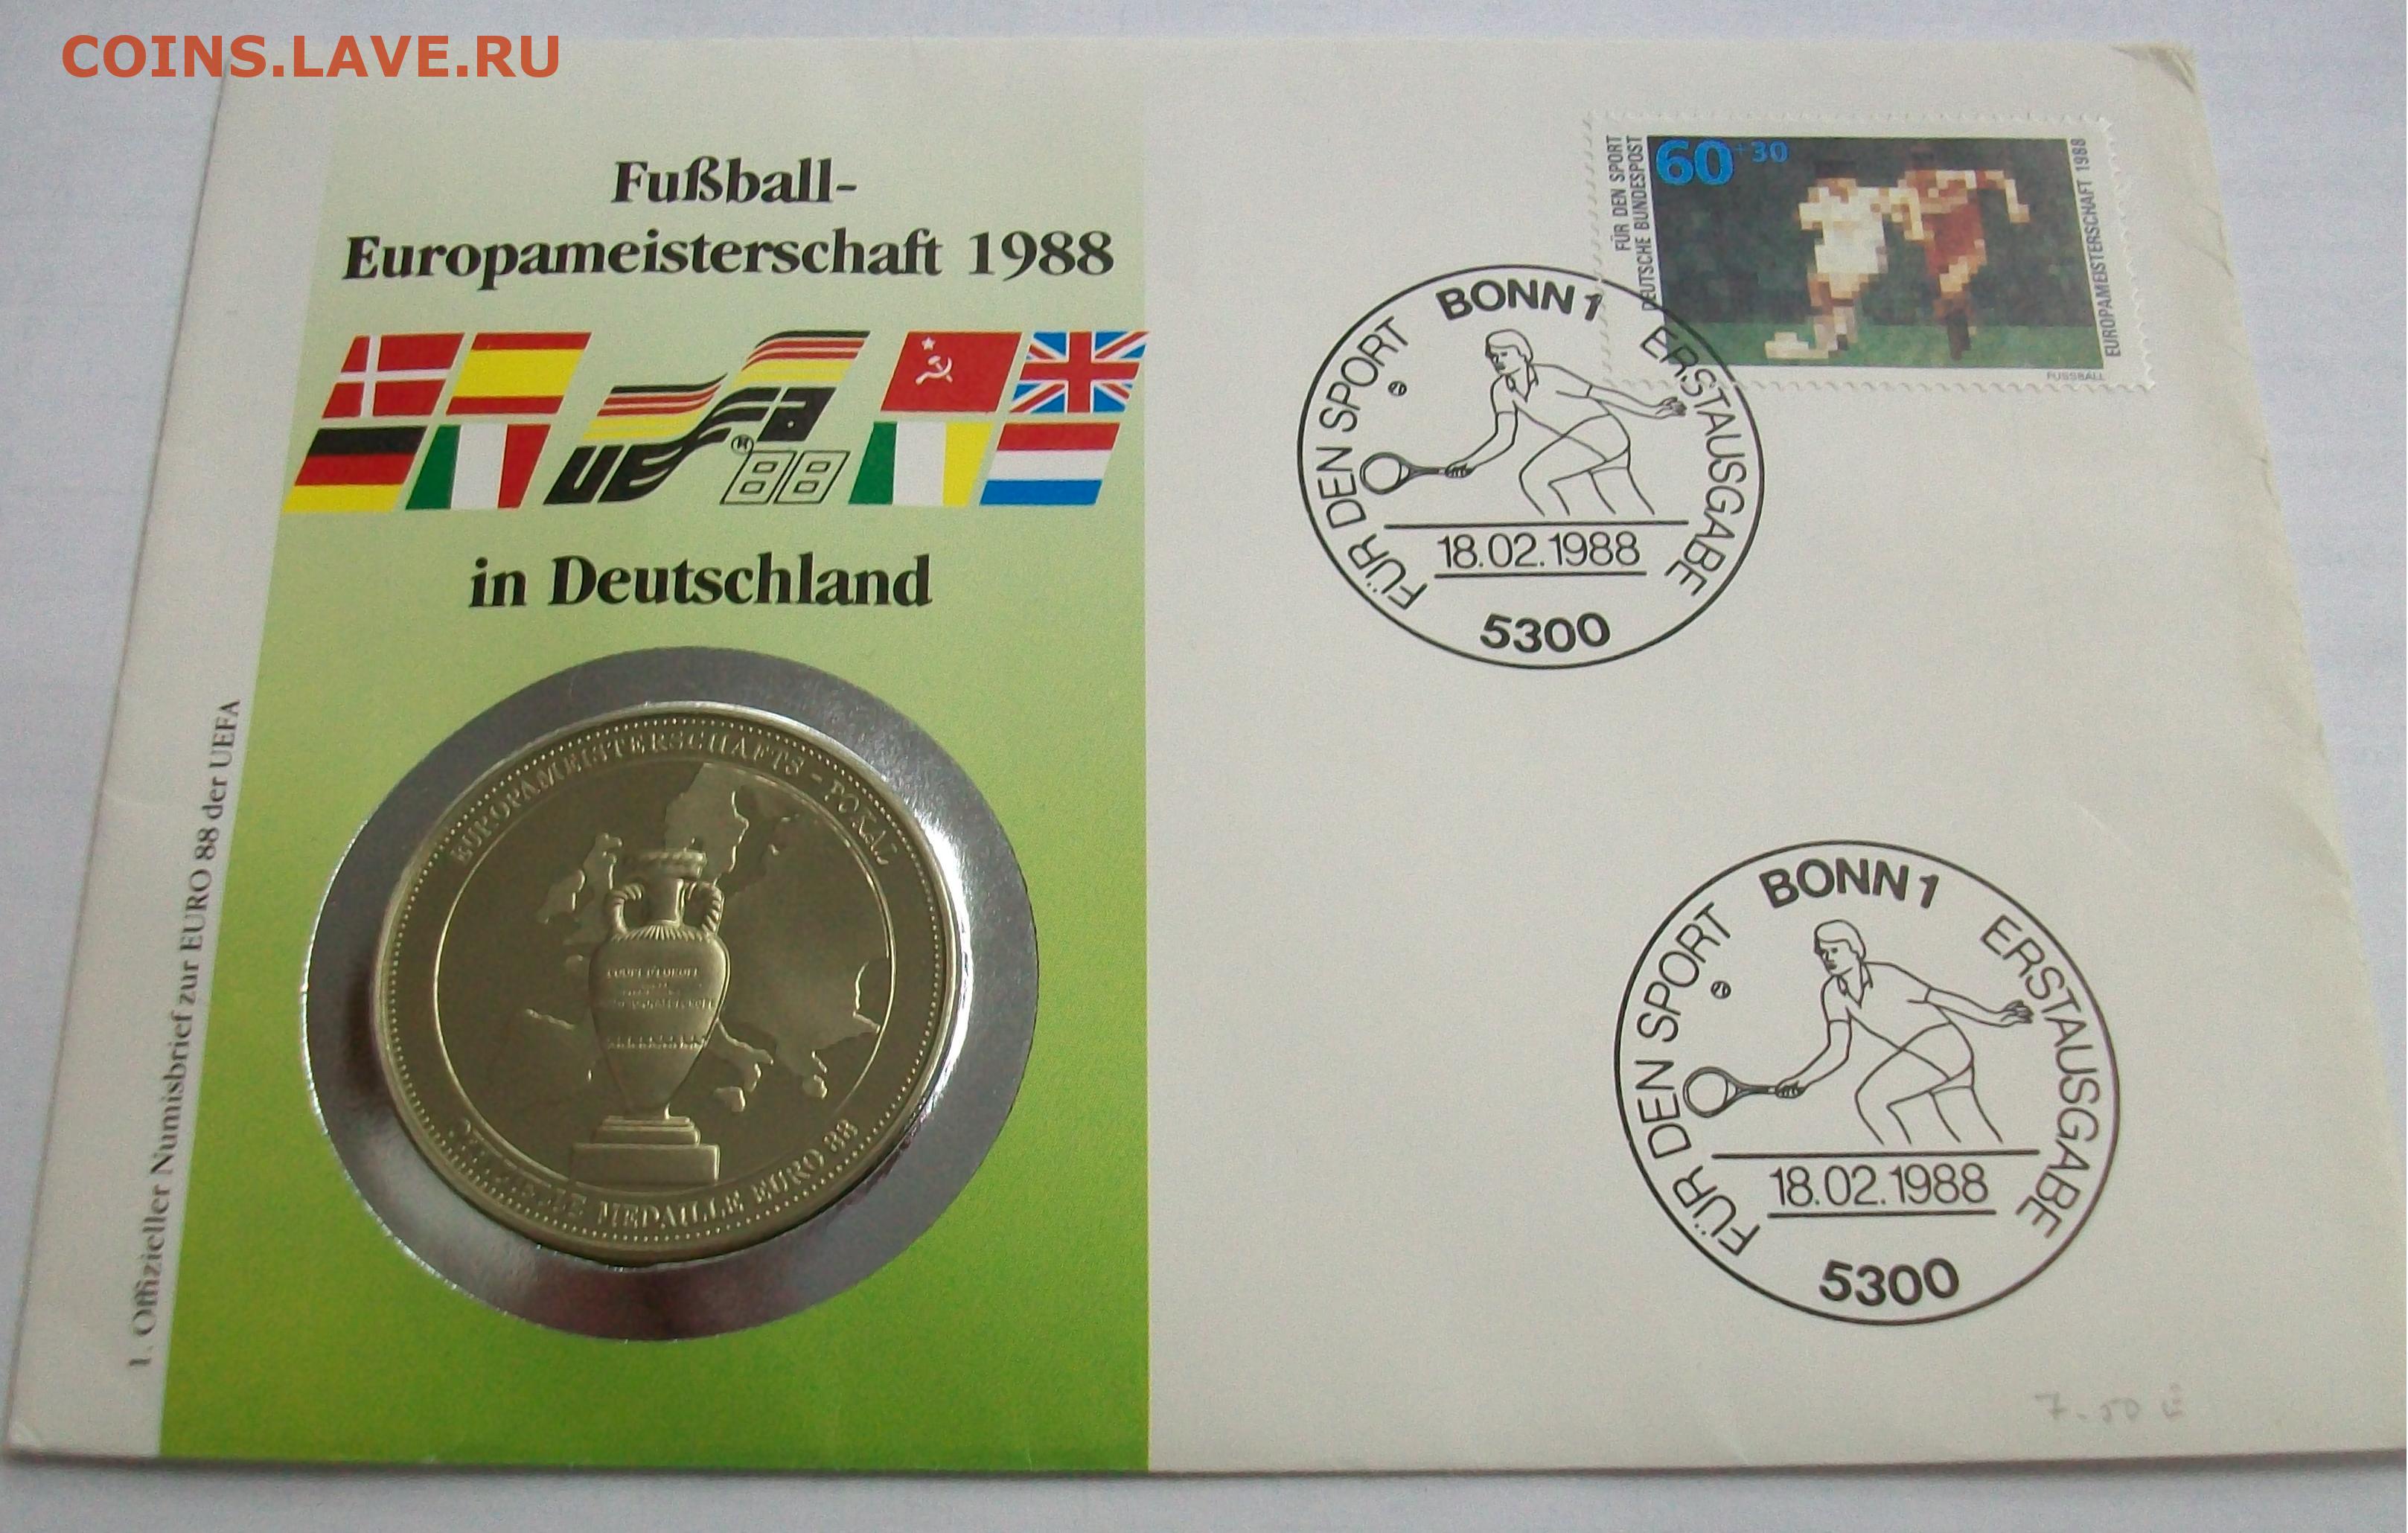 COINS.LAVE.RU
Fußball-
Europameisterschaft 1988
UEFA
88
®
in Deutschland
1. Offizieller Numisbrief zur EURO 88 der UEFA
EUROPAMEISTERSCHAFTS - POKAL
COUPE D'EUROPE
MEDAILLE EURO 88
FÜR DEN SPORT
DEUTSCHE BUNDESPOST
60 +30
EUROPAMEISTERSCHAFT 1988
FUSSBALL
BONN 1
FÜR DEN SPORT
ERSTAUSGABE
18.02.1988
5300
BONN 1
FÜR DEN SPORT
ERSTAUSGABE
18.02.1988
5300